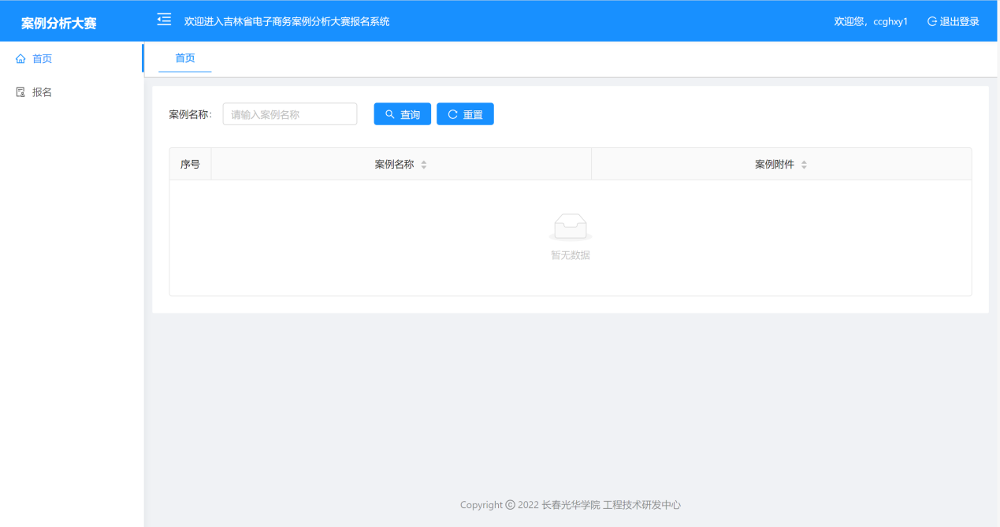 案例分析大赛
欢迎进入吉林省电子商务案例分析大赛报名系统
欢迎您，ccghxy1
退出登录
首页
报名
首页
案例名称：
请输入案例名称
查询
重置
序号
案例名称
案例附件
暂无数据
Copyright © 2022 长春光华学院 工程技术研发中心